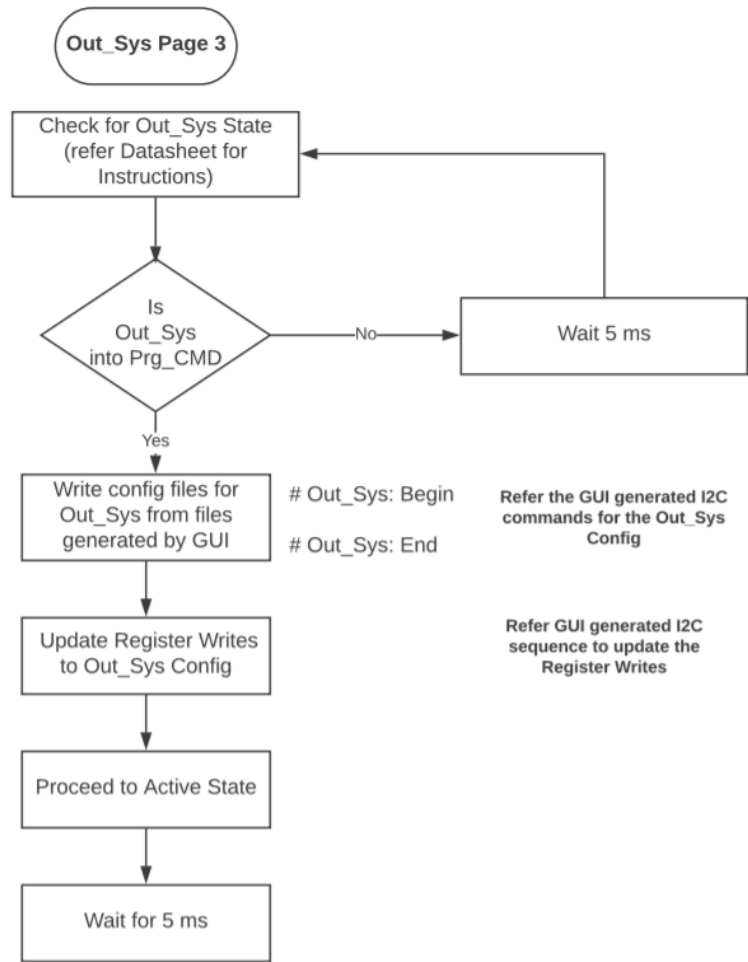 Out_Sys Page 3
Check for Out_Sys State
(refer Datasheet for
Instructions)
Is
Out_Sys
into Prg_CMD
No
Wait 5 ms
Yes
Write config files for
Out_Sys from files
generated by GUI
# Out_Sys: Begin
# Out_Sys: End
Refer the GUI generated I2C
commands for the Out_Sys
Config
Update Register Writes
to Out_Sys Config
Refer GUI generated I2C
sequence to update the
Register Writes
Proceed to Active State
Wait for 5 ms